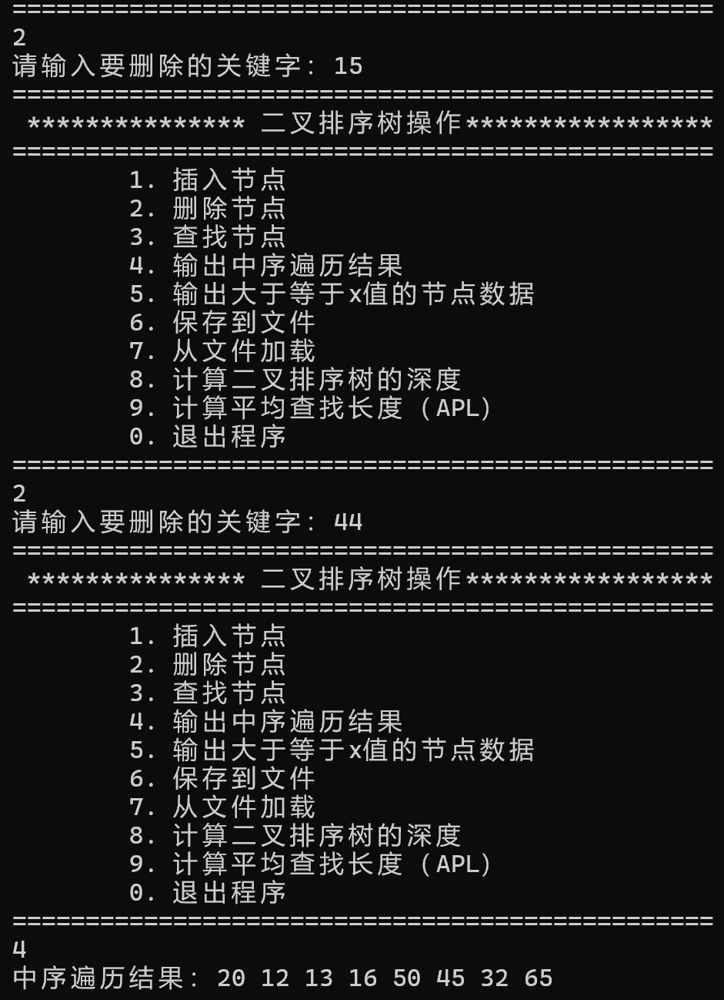 ================================================
2
请输入要删除的关键字：15
================================================
*************** 二叉排序树操作*****************
================================================
1. 插入节点
2. 删除节点
3. 查找节点
4. 输出中序遍历结果
5. 输出大于等于x值的节点数据
6. 保存到文件
7. 从文件加载
8. 计算二叉排序树的深度
9. 计算平均查找长度（APL）
0. 退出程序
================================================
2
请输入要删除的关键字：44
================================================
*************** 二叉排序树操作*****************
================================================
1. 插入节点
2. 删除节点
3. 查找节点
4. 输出中序遍历结果
5. 输出大于等于x值的节点数据
6. 保存到文件
7. 从文件加载
8. 计算二叉排序树的深度
9. 计算平均查找长度（APL）
0. 退出程序
================================================
4
中序遍历结果：20 12 13 16 50 45 32 65